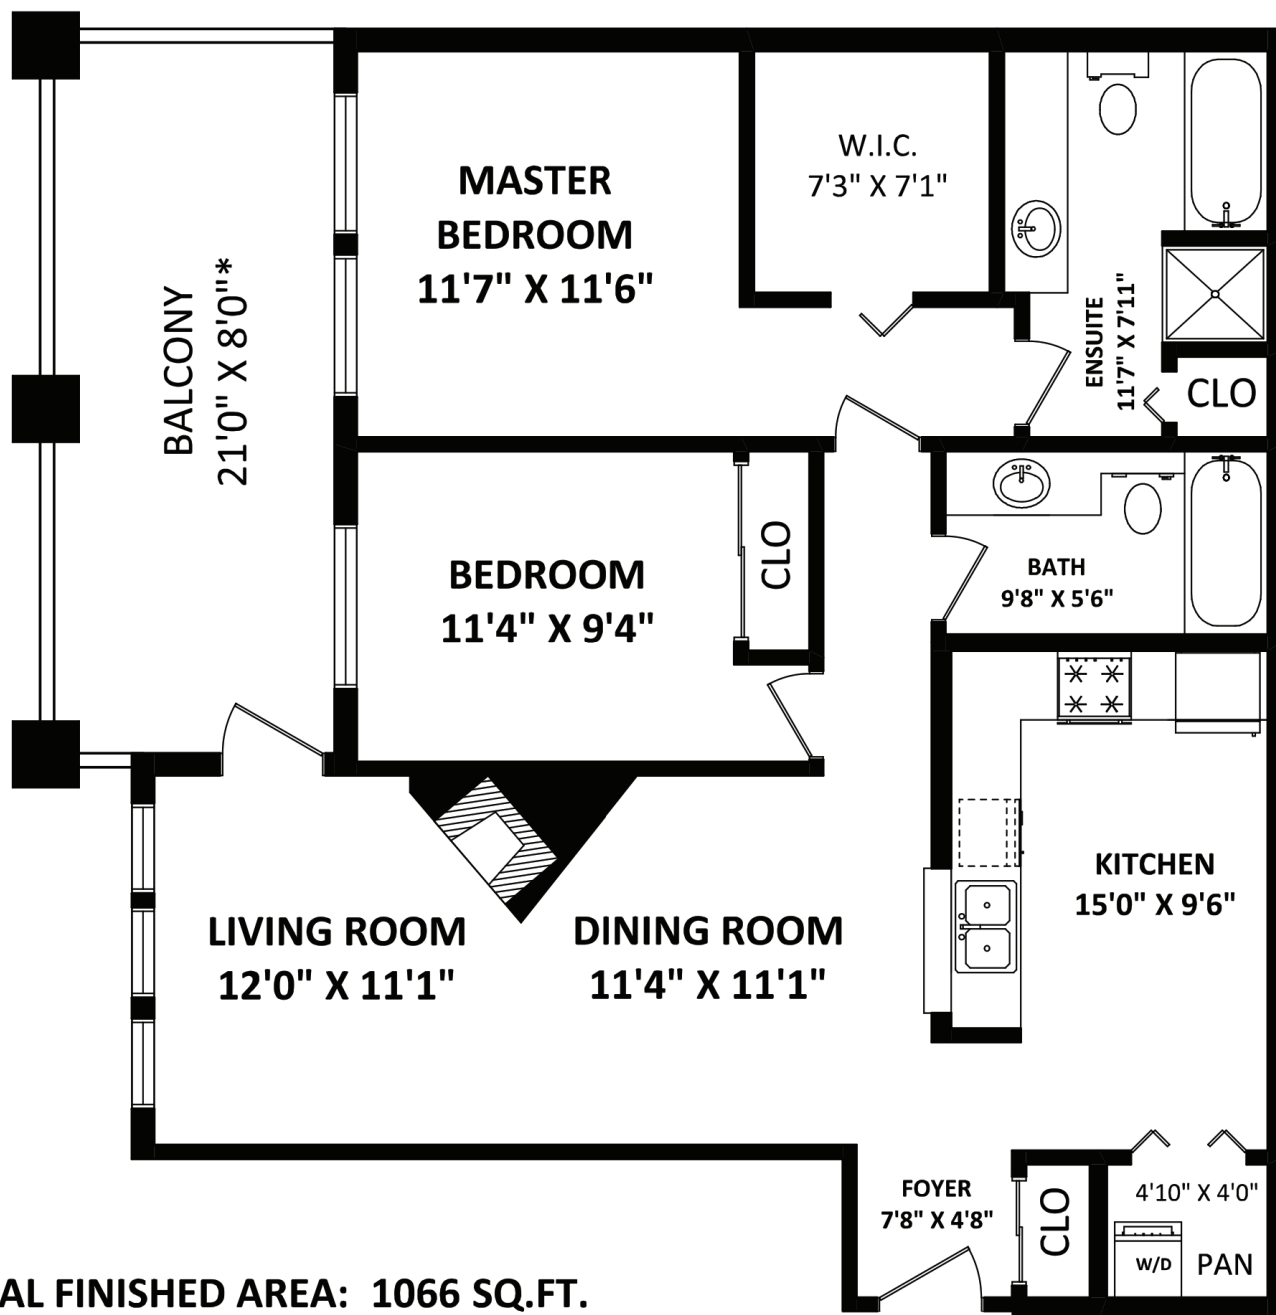 W.I.C.
7'3" X 7'1"
MASTER
BEDROOM
11'7" X 11'6"
BALCONY
21'0" X 8'0"*
ENSUITE
11'7" X 7'11"
CLO
BEDROOM
11'4" X 9'4"
CLO
BATH
9'8" X 5'6"
KITCHEN
15'0" X 9'6"
LIVING ROOM
12'0" X 11'1"
DINING ROOM
11'4" X 11'1"
FOYER
7'8" X 4'8"
CLO
4'10" X 4'0"
W/D
PAN
AL FINISHED AREA: 1066 SQ.FT.